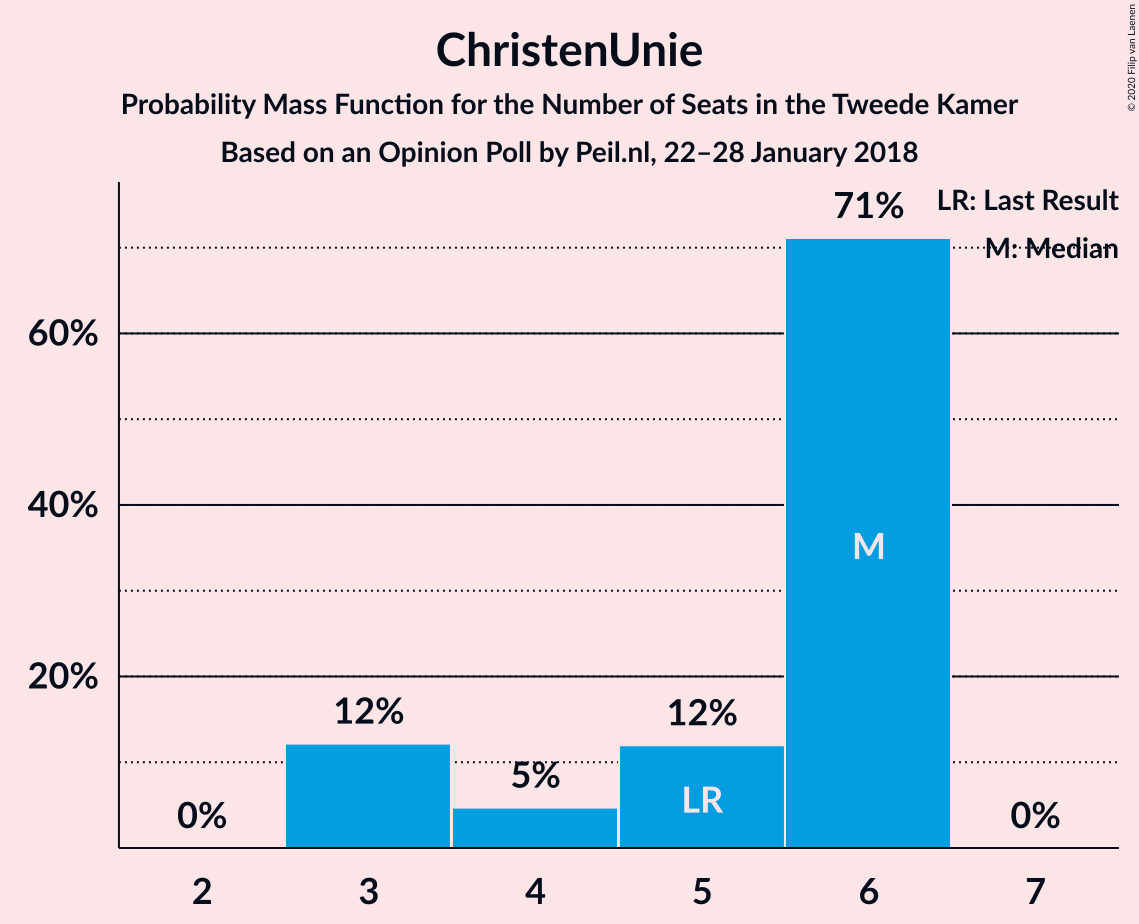 ChristenUnie
Probability Mass Function for the Number of Seats in the Tweede Kamer
Based on an Opinion Poll by Peil.nl, 22–28 January 2018
© 2020 Filip van Laenen
LR: Last Result
M: Median
71%
60%
40%
20%
M
12%
12%
5%
LR
0%
0%
2 3 4 5 6 7